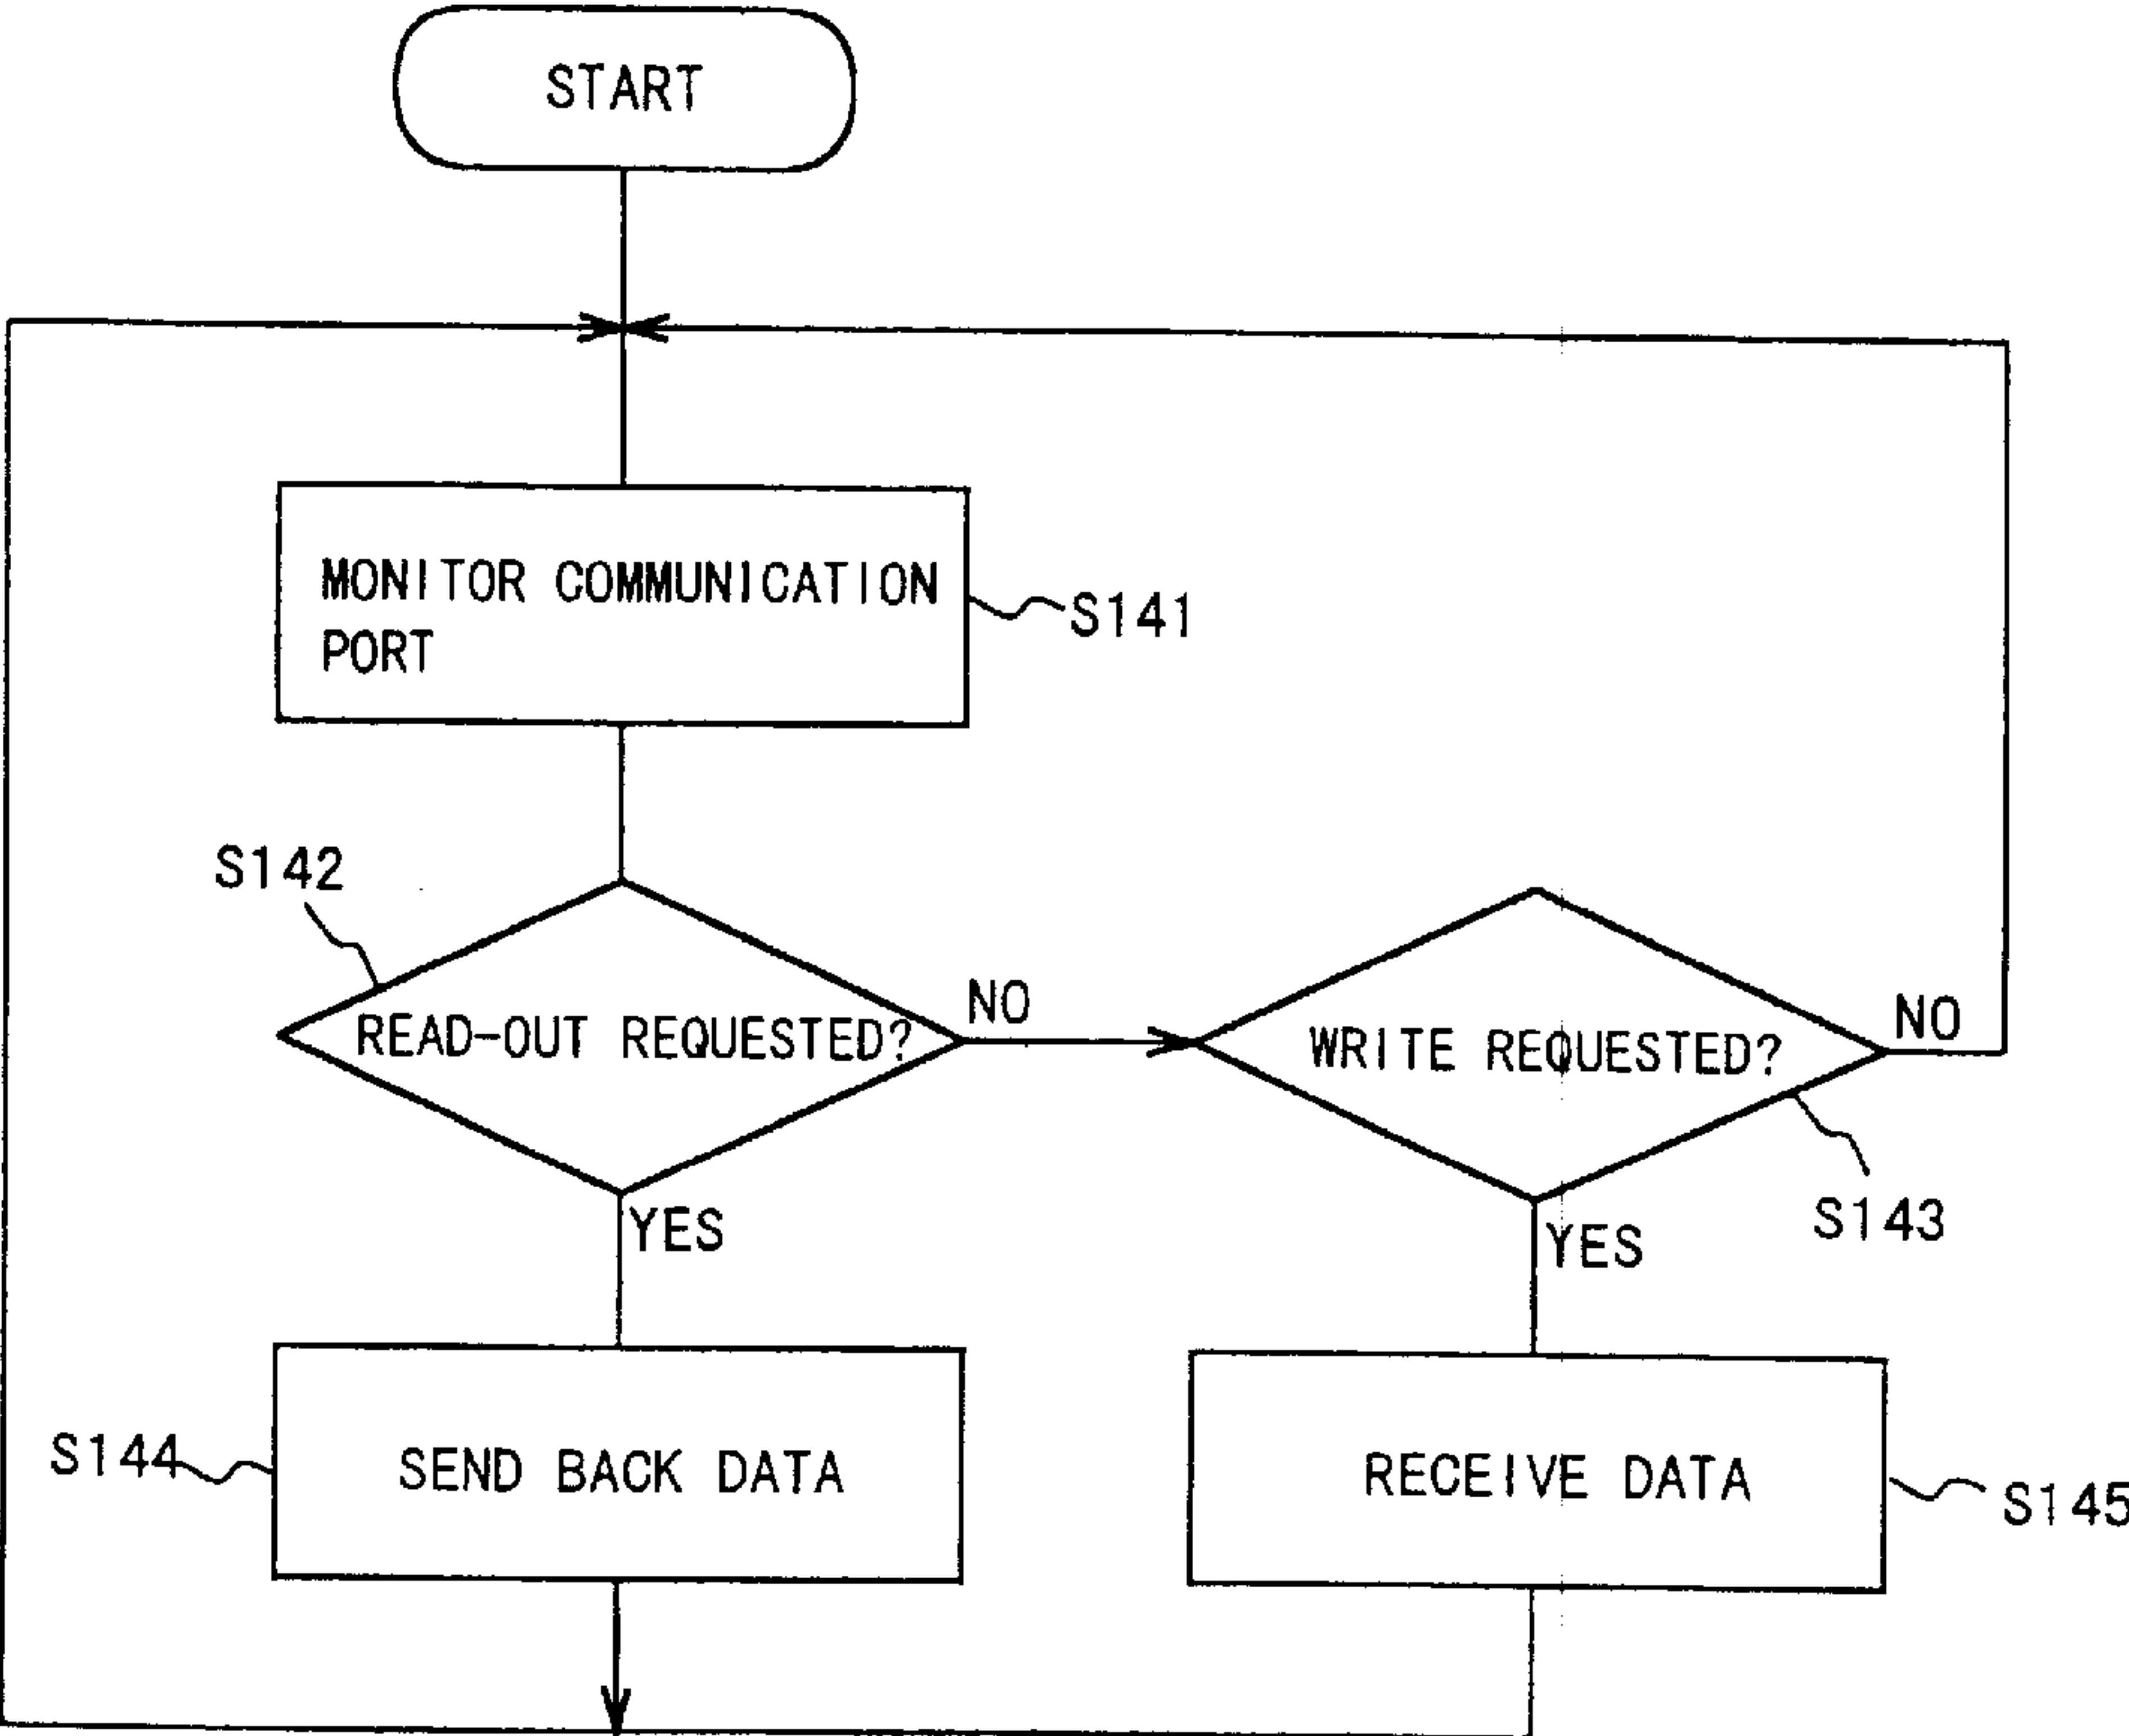 START
MONITOR COMMUNICATION
PORT
S141
S142
READ-OUT REQUESTED?
NO
WRITE REQUESTED?
NO
S143
YES
YES
S144
SEND BACK DATA
RECEIVE DATA
S145